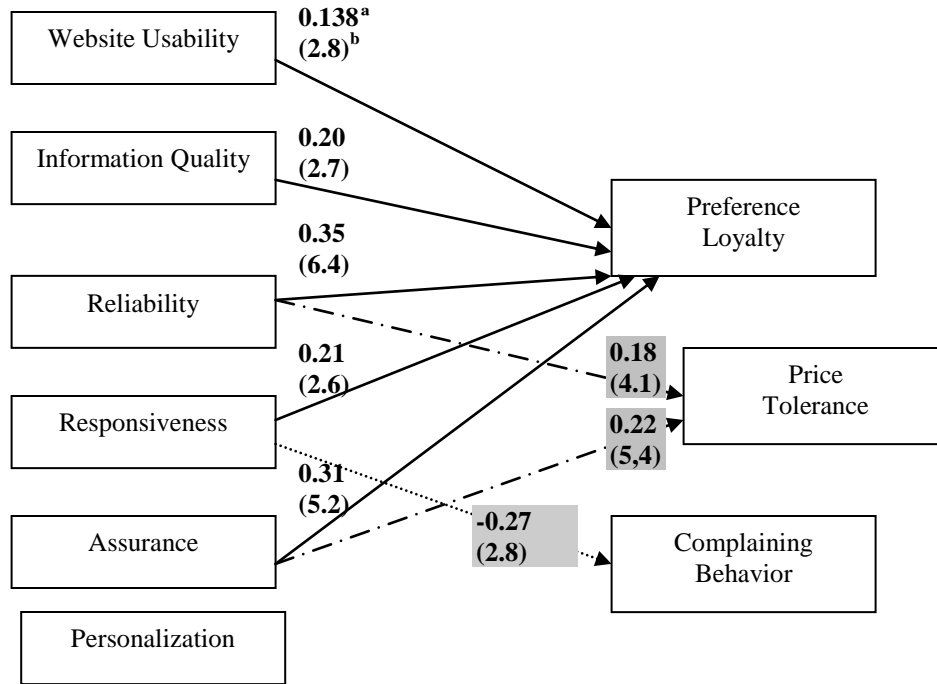 0.138ᵃ
Website Usability
(2.8)ᵇ
0.20
Information Quality
(2.7)
Preference
Loyalty
0.35
(6.4)
Reliability
0.21
(2.6)
0.18
(4.1)
Price
Tolerance
Responsiveness
0.22
(5,4)
0.31
(5.2)
-0.27
(2.8)
Assurance
Complaining
Behavior
Personalization